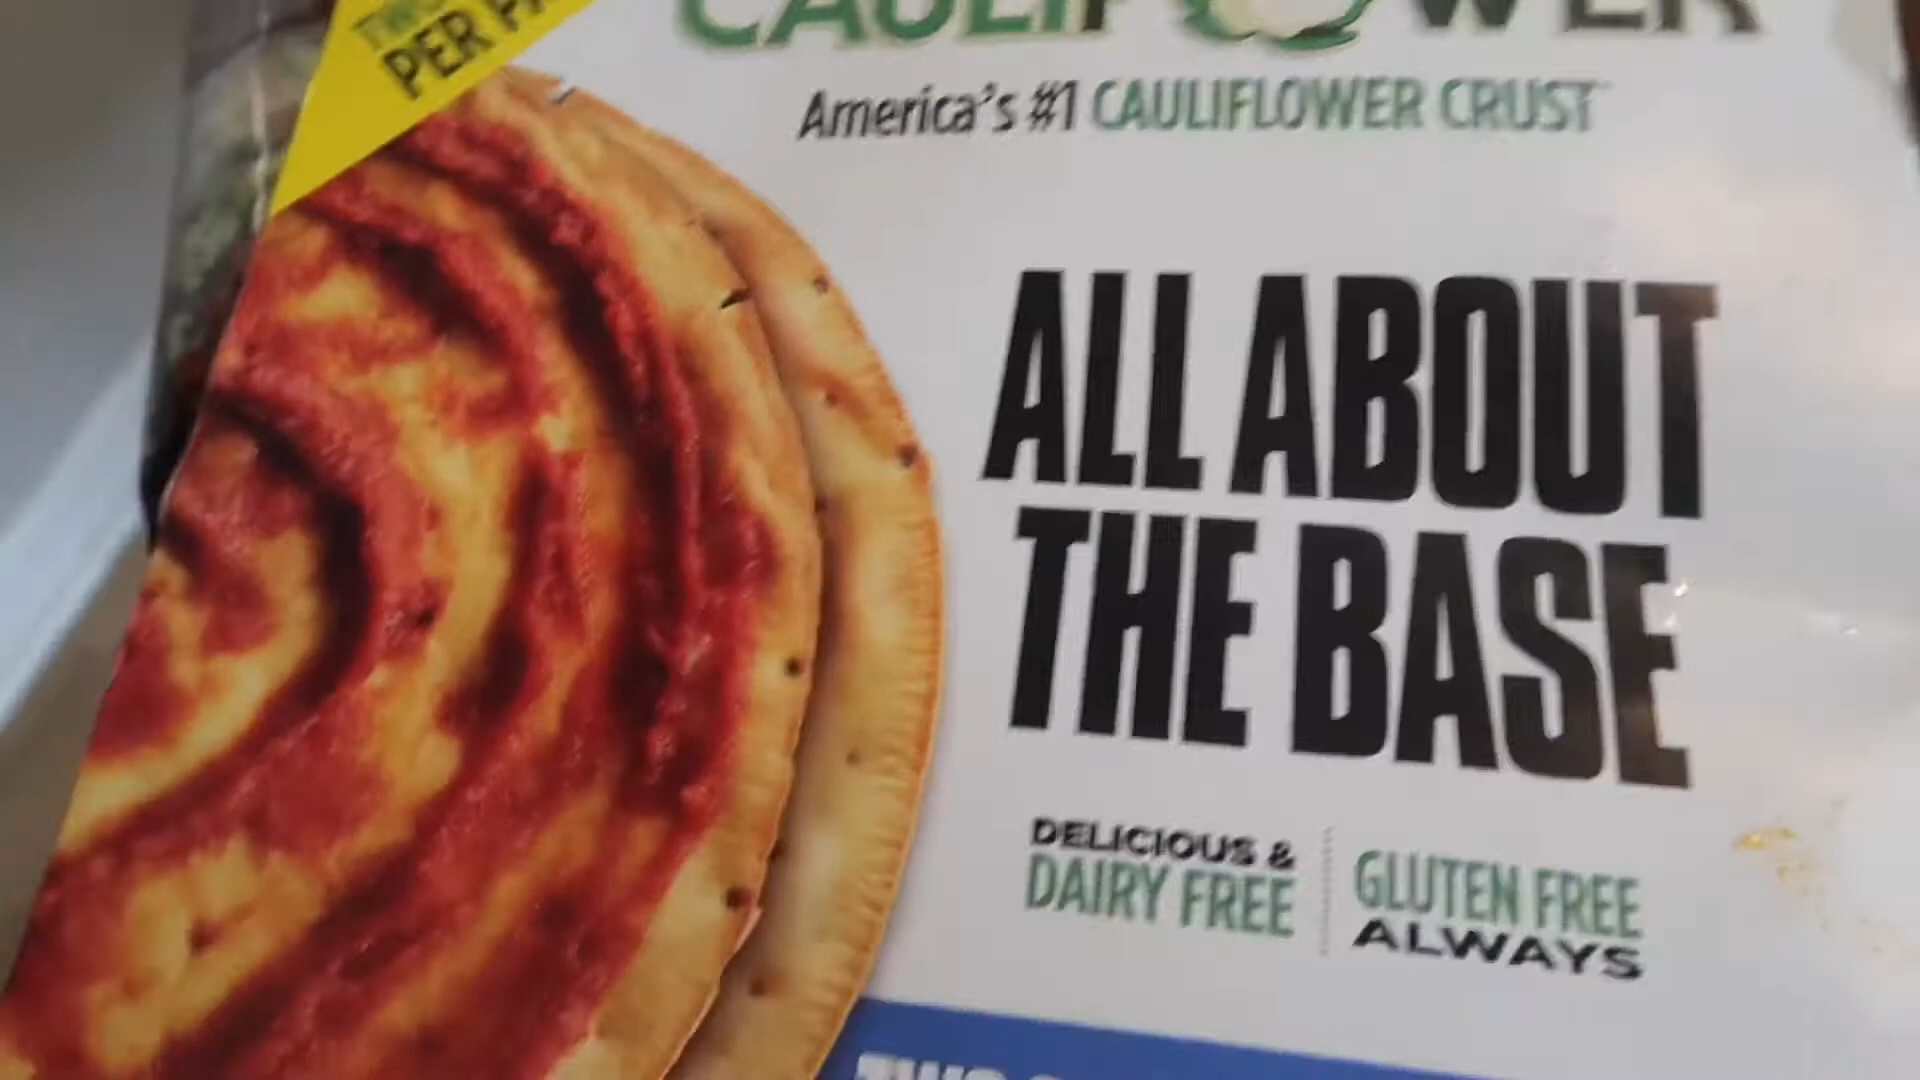 PER
CAULIFLOWER
America's #1 CAULIFLOWER CRUST
ALL ABOUT
THE BASE
DELICIOUS &
DAIRY FREE
GLUTEN FREE
ALWAYS